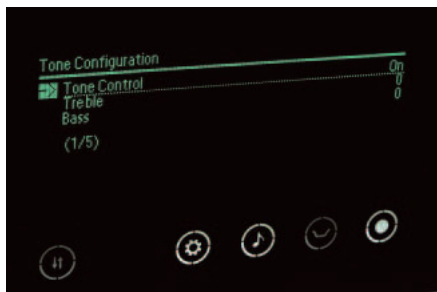 Tone Configuration
Tone Control On
Treble 0
Bass 0
(1/5)